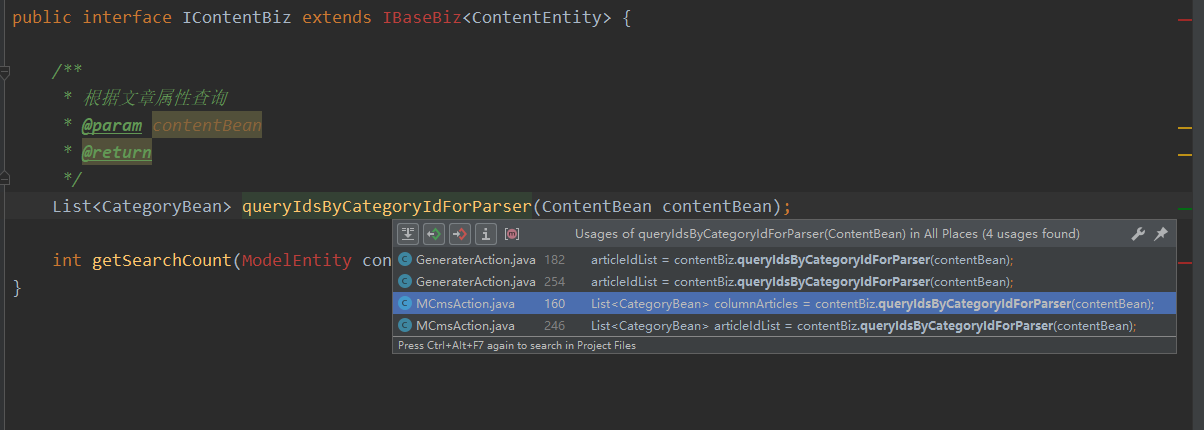 public interface IContentBiz extends IBaseBiz<ContentEntity> {
/**
* 根据文章属性查询
* @param contentBean
* @return
*/
List<CategoryBean> queryIdsByCategoryIdForParser(ContentBean contentBean);
Usages of queryIdsByCategoryIdForParser(ContentBean) in All Places (4 usages found)
int getSearchCount(ModelEntity con
GeneraterAction.java 182 articleIdList = contentBiz.queryIdsByCategoryIdForParser(contentBean);
GeneraterAction.java 254 articleIdList = contentBiz.queryIdsByCategoryIdForParser(contentBean);
}
MCmsAction.java 160 List<CategoryBean> columnArticles = contentBiz.queryIdsByCategoryIdForParser(contentBean);
MCmsAction.java 246 List<CategoryBean> articleIdList = contentBiz.queryIdsByCategoryIdForParser(contentBean);
Press Ctrl+Alt+F7 again to search in Project Files